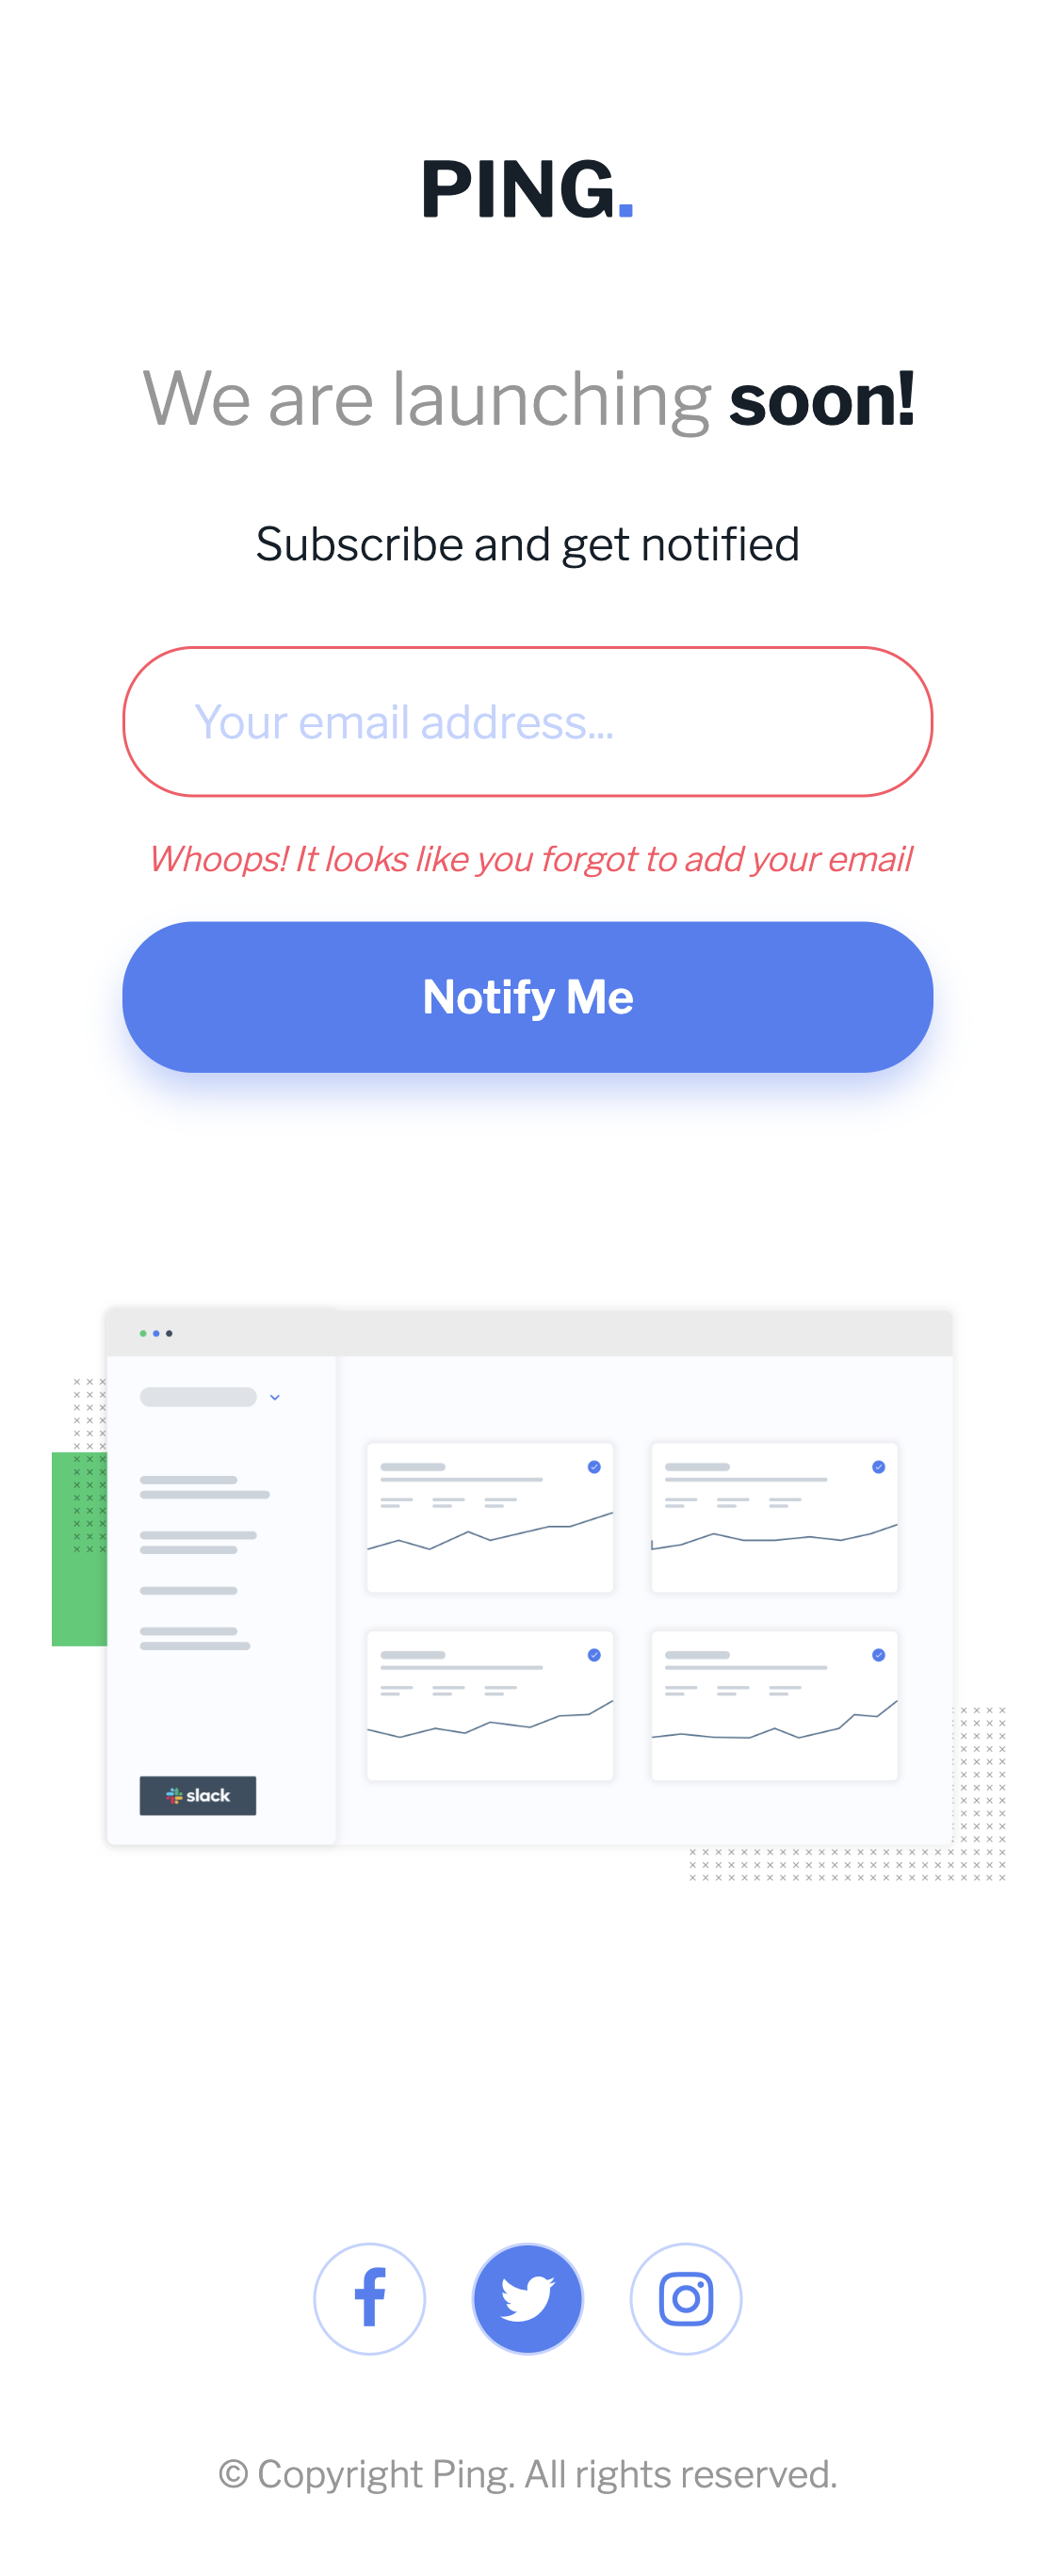 PING.
We are launching soon!
Subscribe and get notified
Your email address...
Whoops! It looks like you forgot to add your email
Notify Me
slack
© Copyright Ping. All rights reserved.